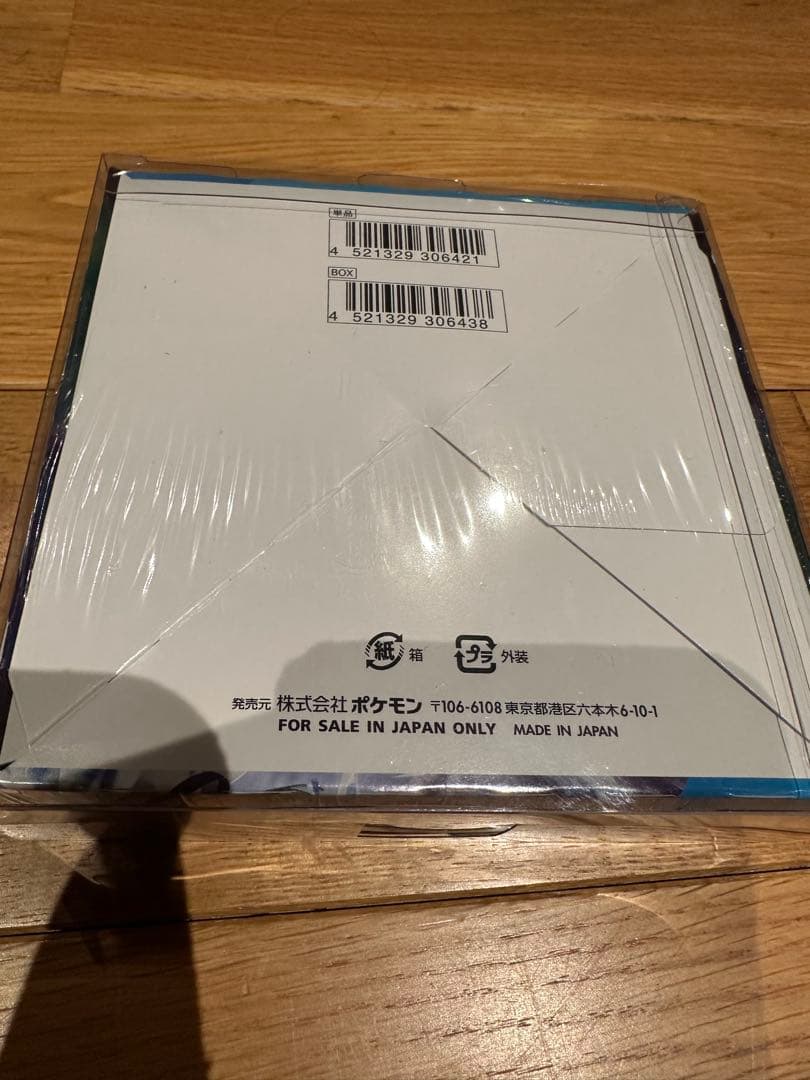 単品
4 521329 306421
BOX
4 521329 306438
紙 箱 プラ 外装
発売元 株式会社 ポケモン 〒106-6108 東京都港区六本木6-10-1
FOR SALE IN JAPAN ONLY MADE IN JAPAN